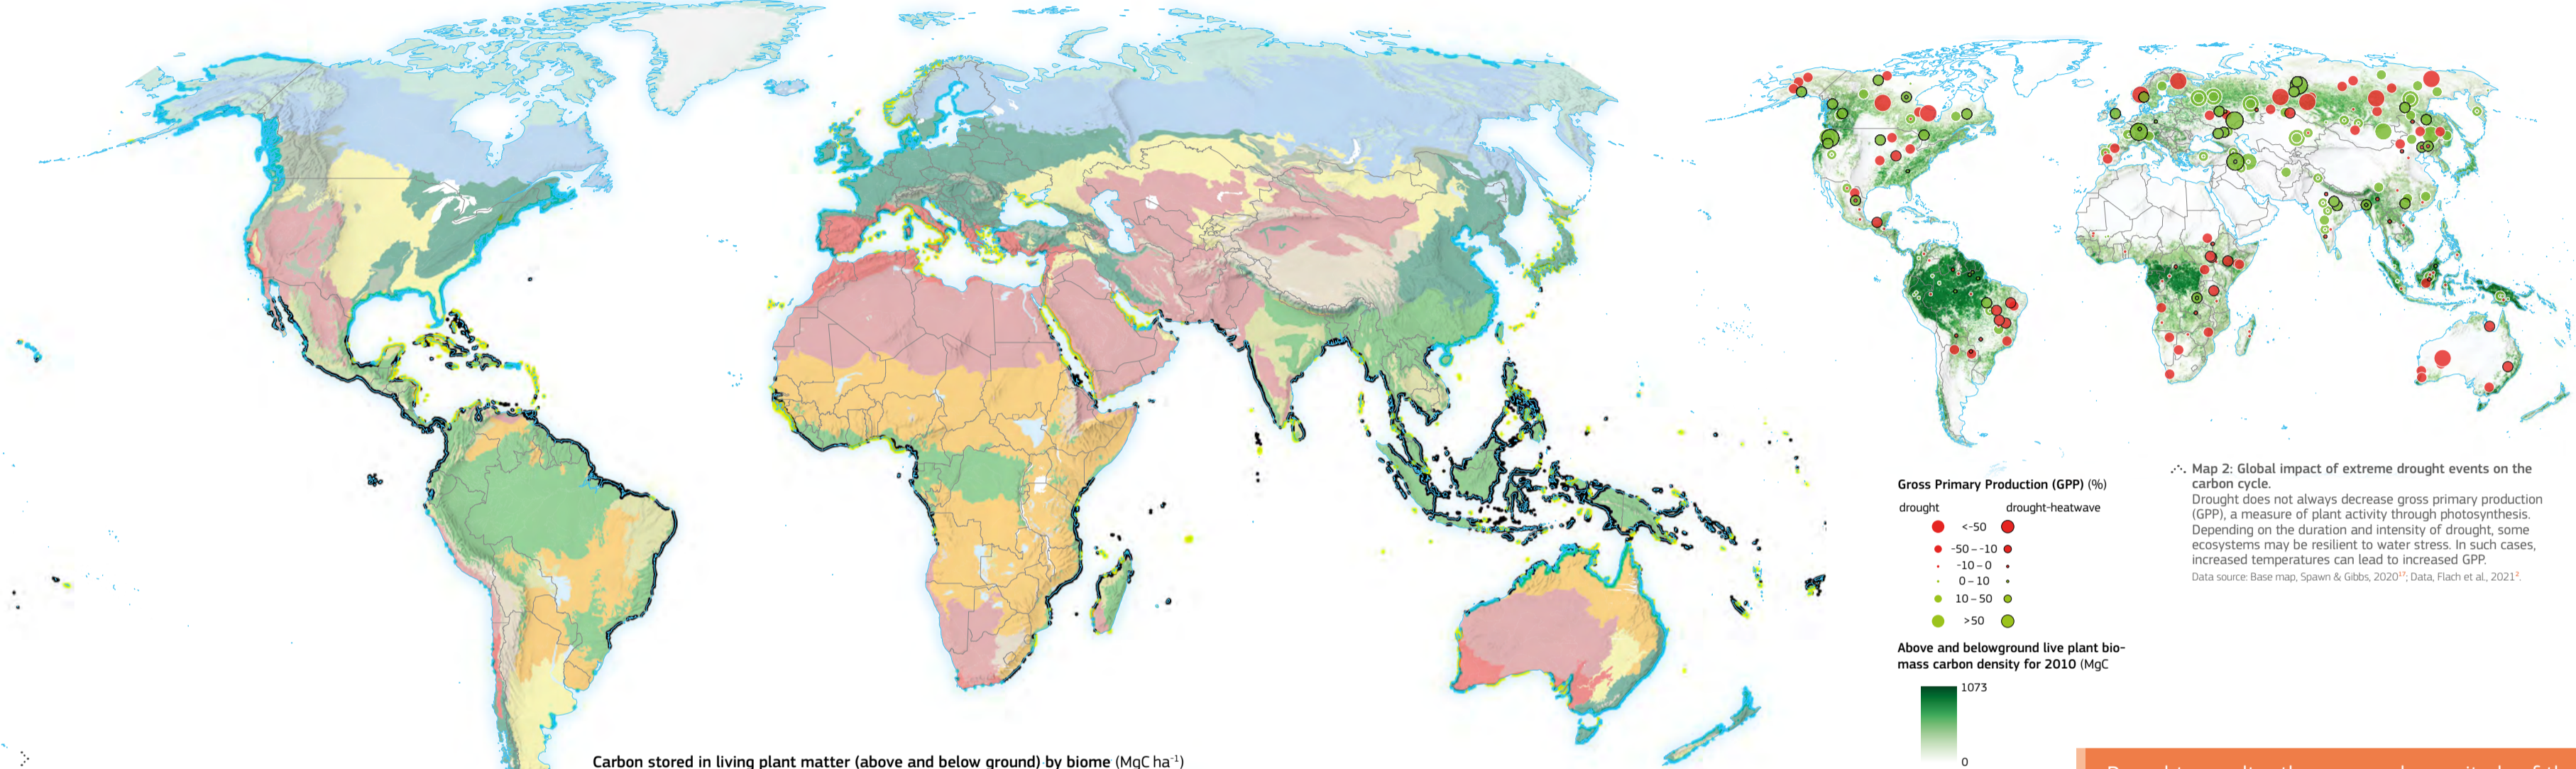 Carbon stored in living plant matter (above and below ground) by biome (MgC ha⁻¹)
Gross Primary Production (GPP) (%)
drought drought-heatwave
<-50
-50 – -10
-10 – 0
0 – 10
10 – 50
>50
Above and belowground live plant bio-
mass carbon density for 2010 (MgC
1073
0
Map 2: Global impact of extreme drought events on the
carbon cycle.
Drought does not always decrease gross primary production
(GPP), a measure of plant activity through photosynthesis.
Depending on the duration and intensity of drought, some
ecosystems may be resilient to water stress. In such cases,
increased temperatures can lead to increased GPP.
Data source: Base map, Spawn & Gibbs, 2020¹⁷; Data, Flach et al., 2021².